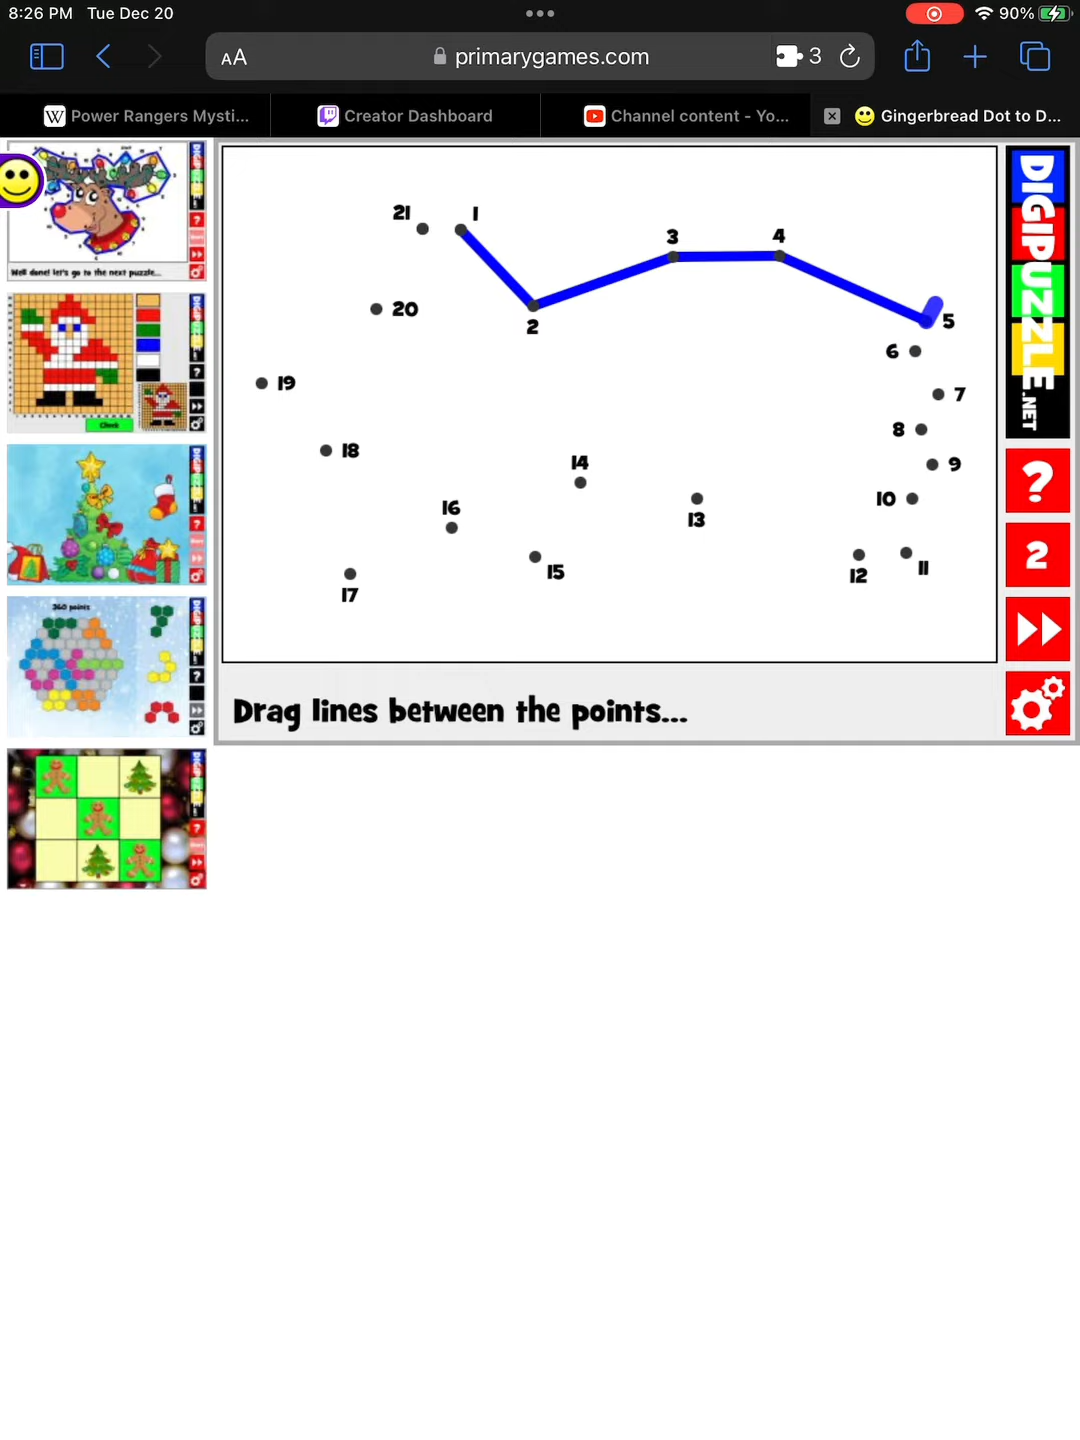 8:26 PM Tue Dec 20
90%
AA
primarygames.com
3
Power Rangers Mysti...
Creator Dashboard
Channel content - Yo...
Gingerbread Dot to D...
Well done! let's go to the next puzzle...
Check
360 points
21
1
3
4
20
2
5
6
19
7
8
18
14
9
16
10
13
15
12
11
17
Drag lines between the points...
DIGIPUZZLE.NET
?
2